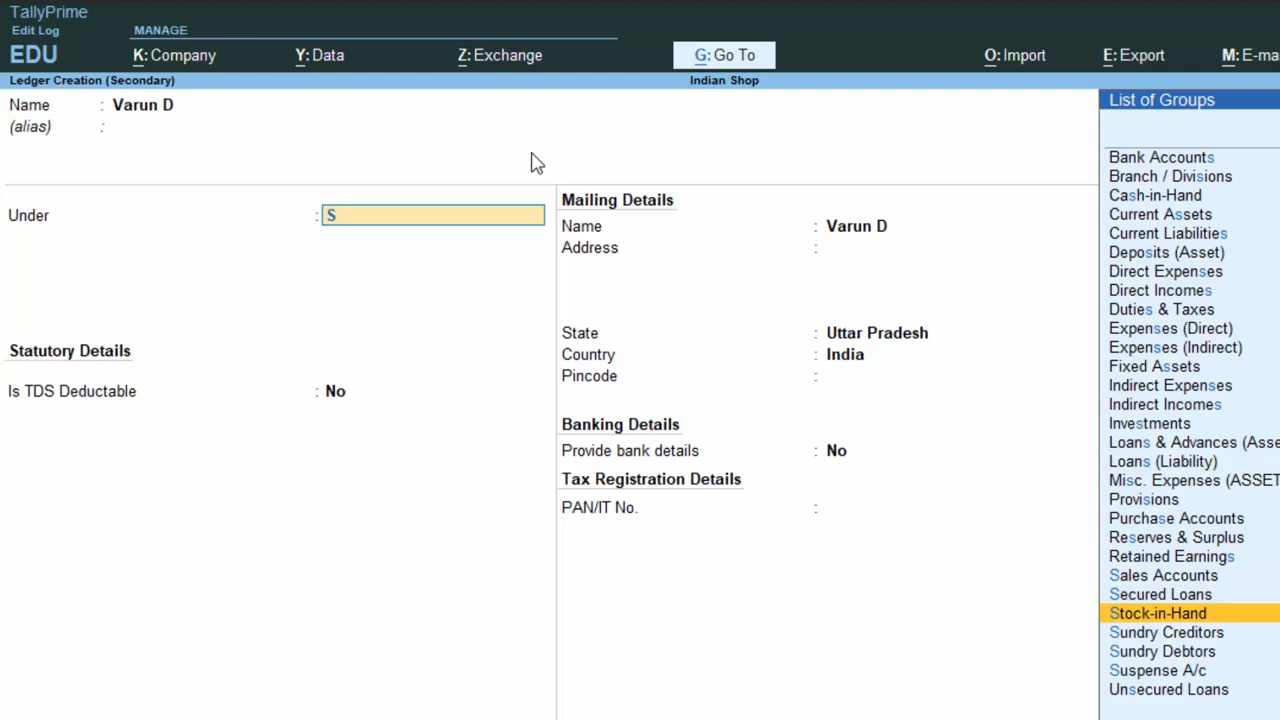 TallyPrime
Edit Log
MANAGE
EDU
K: Company
Y: Data
Z: Exchange
G: Go To
O: Import
E: Export
M: E-ma
Ledger Creation (Secondary)
Indian Shop
Name : Varun D
(alias) :
Under : S
Statutory Details
Is TDS Deductable : No
Mailing Details
Name : Varun D
Address :
State : Uttar Pradesh
Country : India
Pincode :
Banking Details
Provide bank details : No
Tax Registration Details
PAN/IT No. :
List of Groups
Bank Accounts
Branch / Divisions
Cash-in-Hand
Current Assets
Current Liabilities
Deposits (Asset)
Direct Expenses
Direct Incomes
Duties & Taxes
Expenses (Direct)
Expenses (Indirect)
Fixed Assets
Indirect Expenses
Indirect Incomes
Investments
Loans & Advances (Asse
Loans (Liability)
Misc. Expenses (ASSET
Provisions
Purchase Accounts
Reserves & Surplus
Retained Earnings
Sales Accounts
Secured Loans
Stock-in-Hand
Sundry Creditors
Sundry Debtors
Suspense A/c
Unsecured Loans